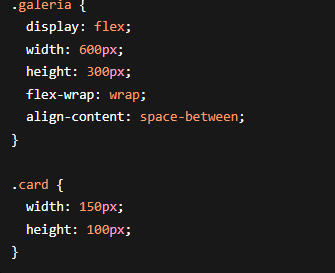 .galeria {
display: flex;
width: 600px;
height: 300px;
flex-wrap: wrap;
align-content: space-between;
}
.card {
width: 150px;
height: 100px;
}